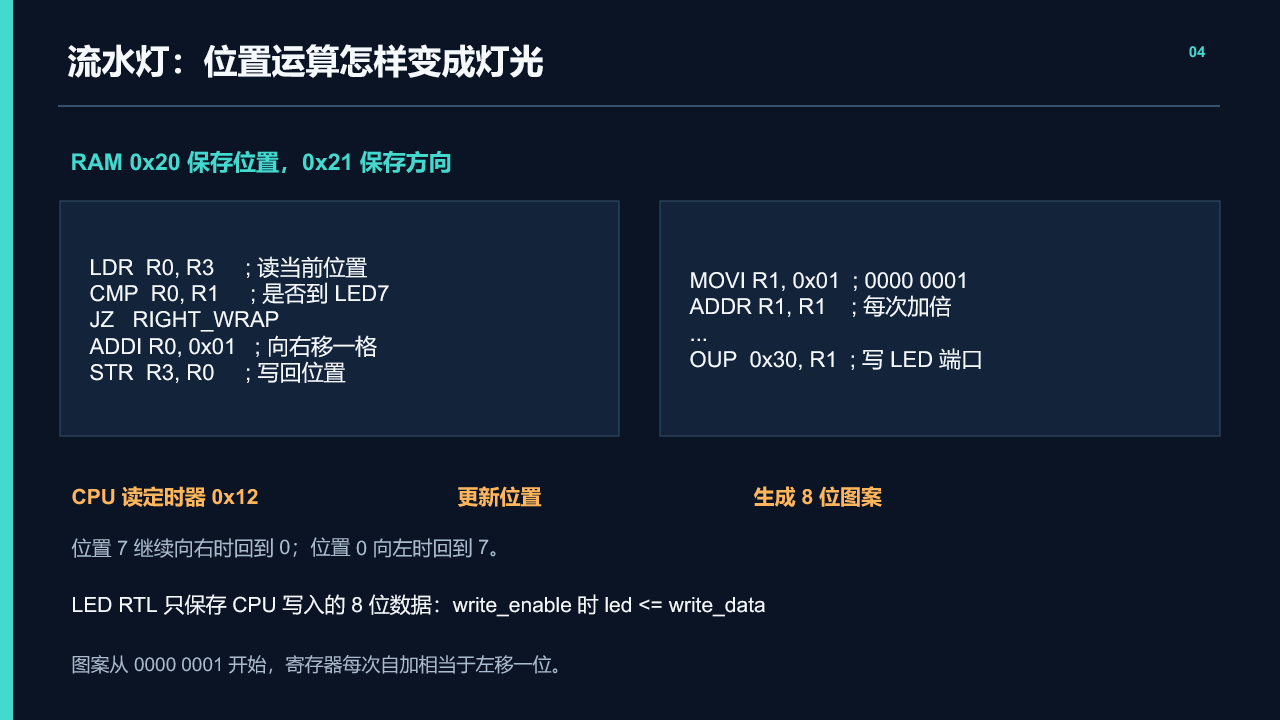 流水灯：位置运算怎样变成灯光
04
RAM 0x20 保存位置，0x21 保存方向
LDR R0, R3 ; 读当前位置
CMP R0, R1 ; 是否到 LED7
JZ RIGHT_WRAP
ADDI R0, 0x01 ; 向右移一格
STR R3, R0 ; 写回位置
MOVI R1, 0x01 ; 0000 0001
ADDR R1, R1 ; 每次加倍
...
OUP 0x30, R1 ; 写 LED 端口
CPU 读定时器 0x12
更新位置
生成 8 位图案
位置 7 继续向右时回到 0；位置 0 向左时回到 7。
LED RTL 只保存 CPU 写入的 8 位数据：write_enable 时 led <= write_data
图案从 0000 0001 开始，寄存器每次自加相当于左移一位。